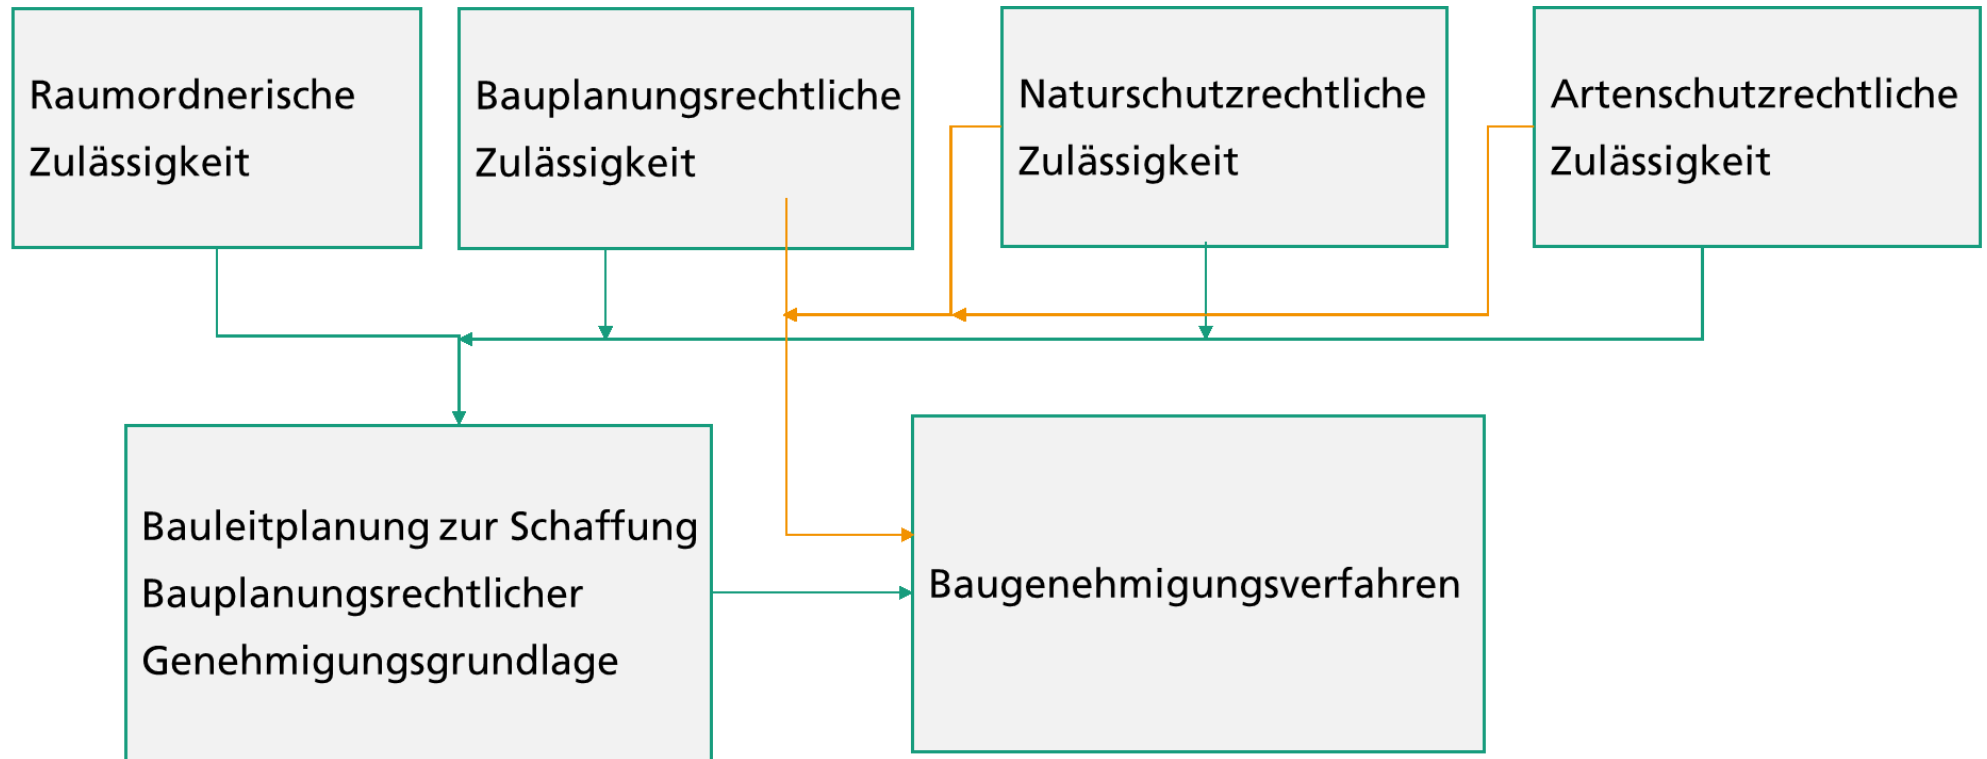 Raumordnerische
Zulässigkeit
Bauplanungsrechtliche
Zulässigkeit
Naturschutzrechtliche
Zulässigkeit
Artenschutzrechtliche
Zulässigkeit
Bauleitplanung zur Schaffung
Bauplanungsrechtlicher
Genehmigungsgrundlage
Baugenehmigungsverfahren